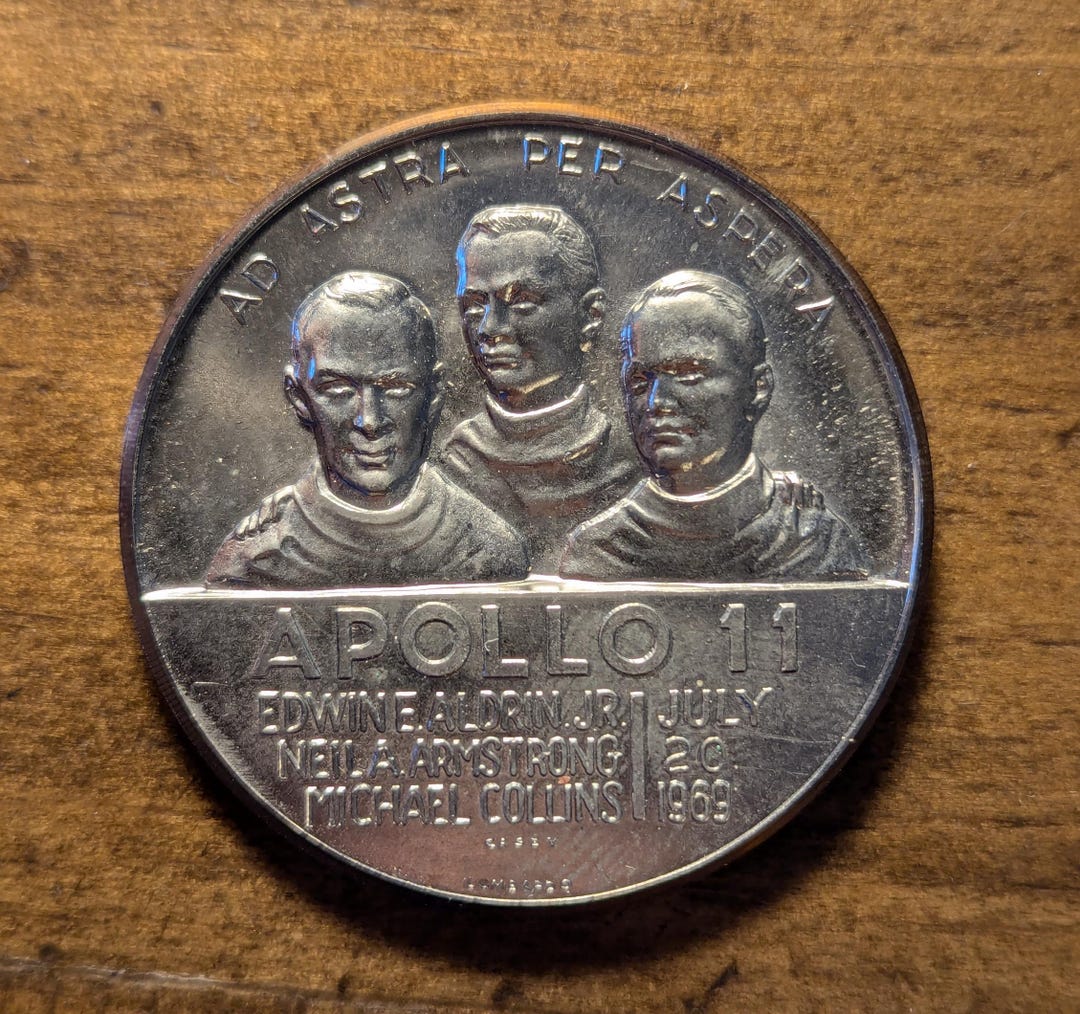 AD ASTRA PER ASPERA
APOLLO 11
EDWIN E. ALDRIN. JR.
NEIL A. ARMSTRONG
MICHAEL COLLINS
JULY
20
1969